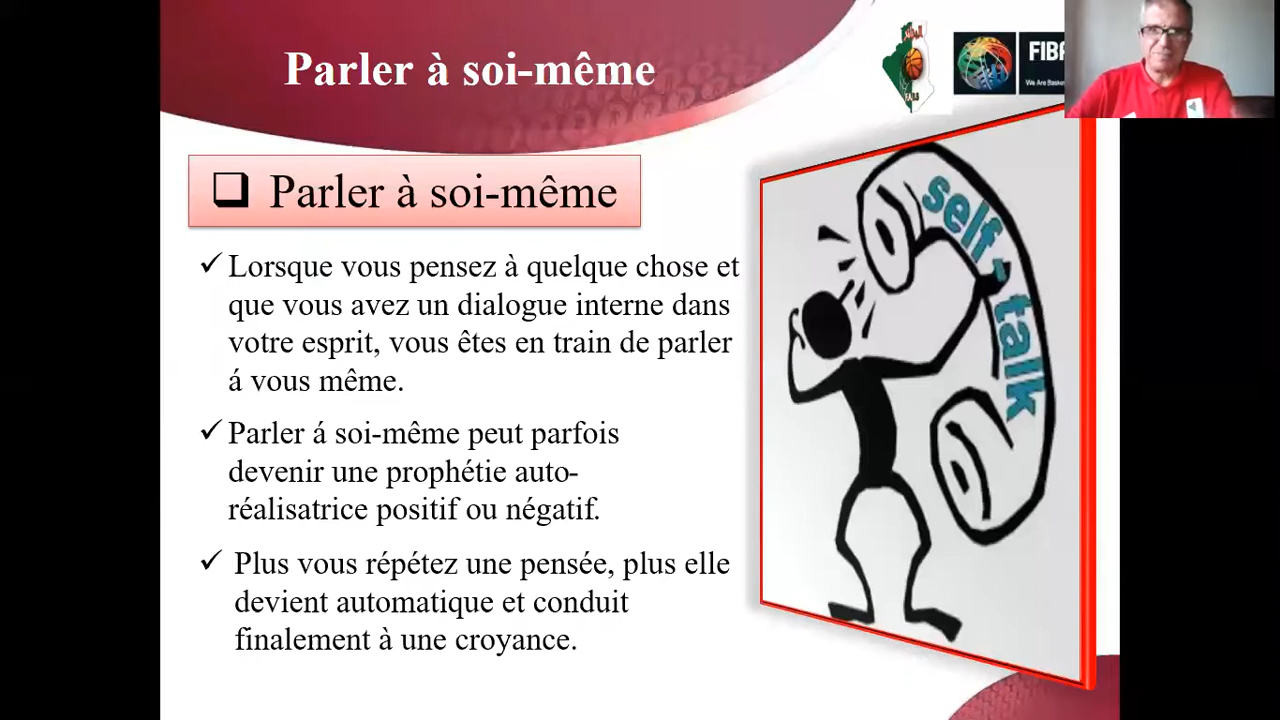 Parler à soi-même
FIBA
We Are Basket
❑ Parler à soi-même
✓ Lorsque vous pensez à quelque chose et
que vous avez un dialogue interne dans
votre esprit, vous êtes en train de parler
á vous même.
✓ Parler á soi-même peut parfois
devenir une prophétie auto-
réalisatrice positif ou négatif.
✓ Plus vous répétez une pensée, plus elle
devient automatique et conduit
finalement à une croyance.
self-talk